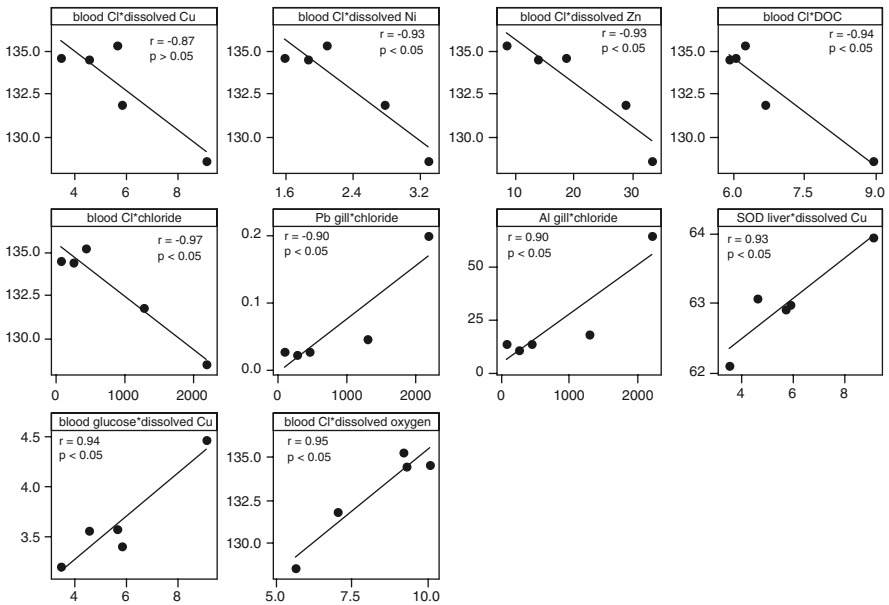 blood Cl*dissolved Cu
r = -0.87
p > 0.05
135.0
132.5
130.0
4 6 8
blood Cl*dissolved Ni
r = -0.93
p < 0.05
135.0
132.5
130.0
1.6 2.4 3.2
blood Cl*dissolved Zn
r = -0.93
p < 0.05
135.0
132.5
130.0
10 20 30
blood Cl*DOC
r = -0.94
p < 0.05
135.0
132.5
130.0
6.0 7.5 9.0
blood Cl*chloride
r = -0.97
p < 0.05
135.0
132.5
130.0
0 1000 2000
Pb gill*chloride
r = -0.90
p < 0.05
0.2
0.1
0.0
0 1000 2000
Al gill*chloride
r = 0.90
p < 0.05
50
25
0
0 1000 2000
SOD liver*dissolved Cu
r = 0.93
p < 0.05
64
63
62
4 6 8
blood glucose*dissolved Cu
r = 0.94
p < 0.05
4.5
4.0
3.5
4 6 8
blood Cl*dissolved oxygen
r = 0.95
p < 0.05
135.0
132.5
130.0
5.0 7.5 10.0